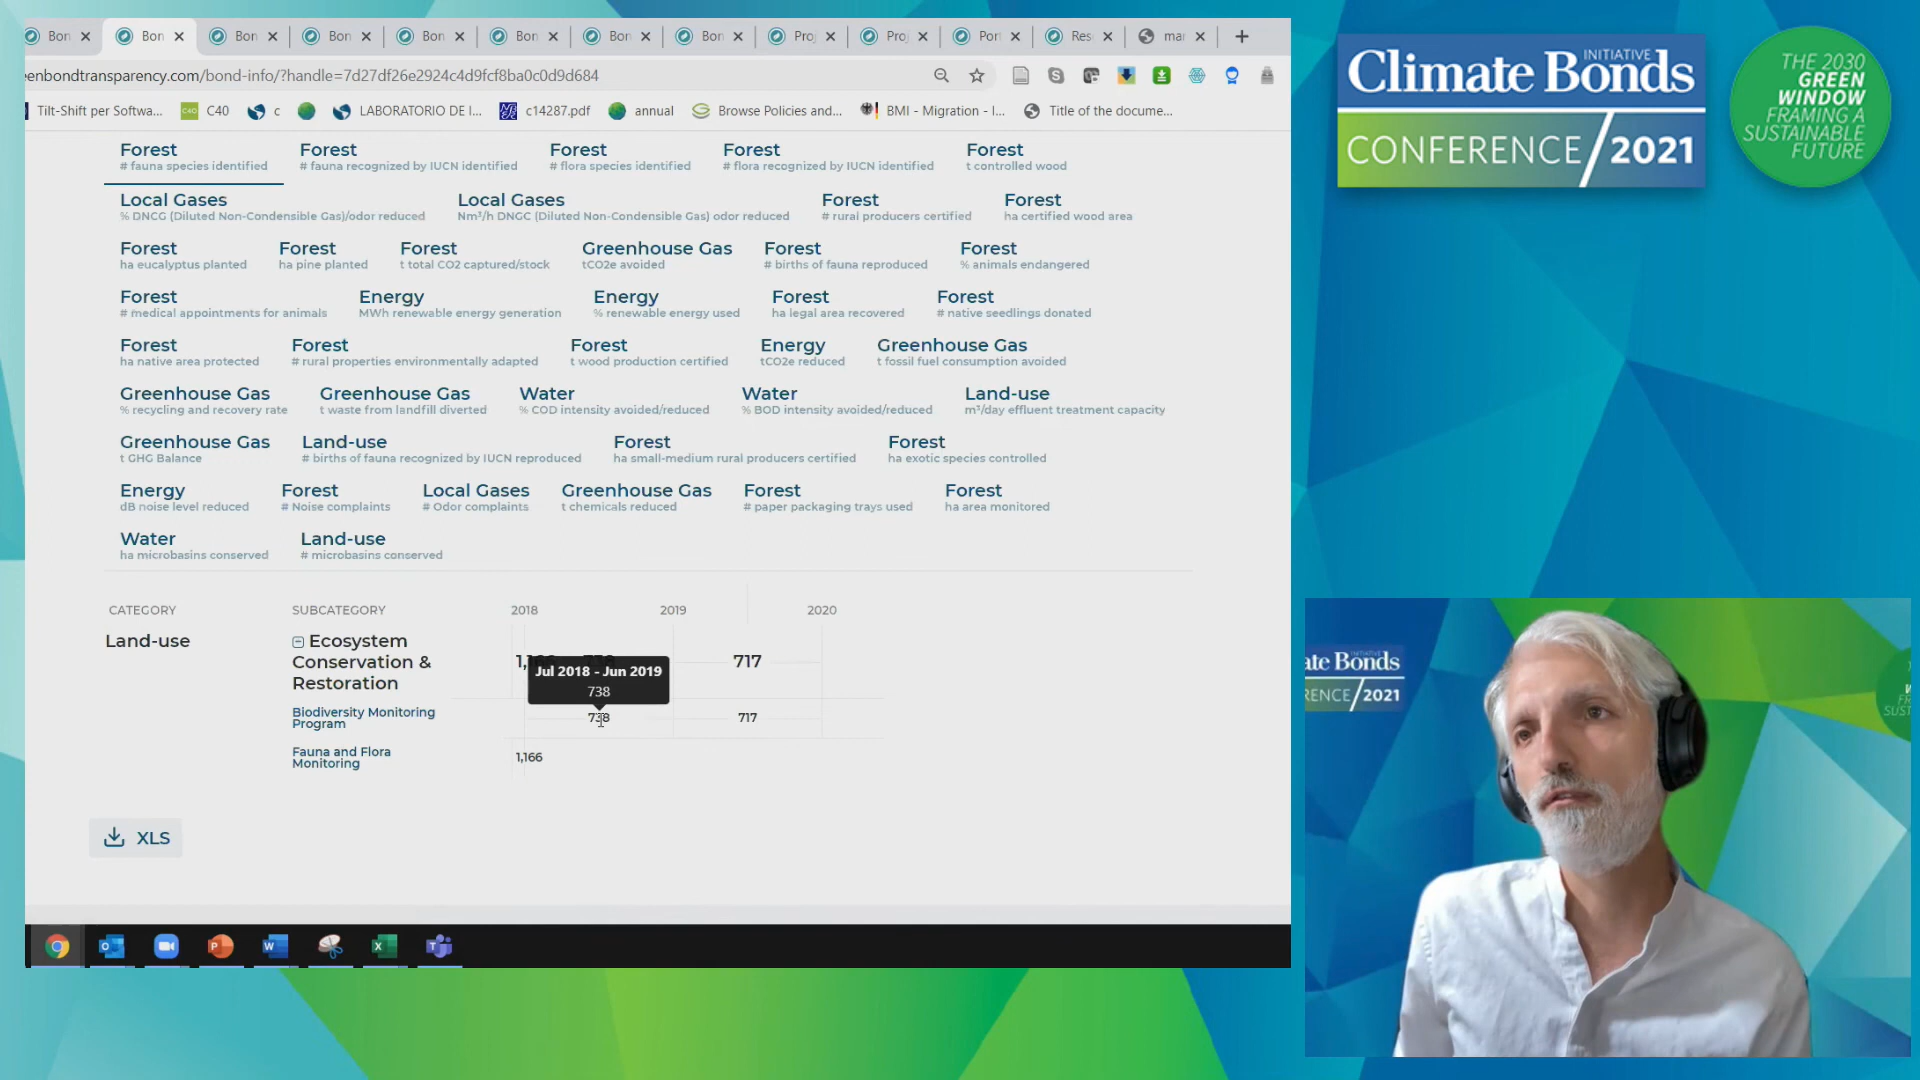 Bon Bon Bon Bon Bon Bon Bon Bon Proj Proj Port Res mar
enbondtransparency.com/bond-info/?handle=7d27df26e2924c4d9fcf8ba0c0d9d684
Tilt-Shift per Softwa... C40 c LABORATORIO DE I... c14287.pdf annual Browse Policies and... BMI - Migration - I... Title of the docume...
Forest Forest Forest Forest Forest
# fauna species identified # fauna recognized by IUCN identified # flora species identified # flora recognized by IUCN identified t controlled wood
Local Gases Local Gases Forest Forest
% DNCG (Diluted Non-Condensible Gas)/odor reduced Nm³/h DNGC (Diluted Non-Condensible Gas) odor reduced # rural producers certified ha certified wood area
Forest Forest Forest Greenhouse Gas Forest Forest
ha eucalyptus planted ha pine planted t total CO2 captured/stock tCO2e avoided # births of fauna reproduced % animals endangered
Forest Energy Energy Forest Forest
# medical appointments for animals MWh renewable energy generation % renewable energy used ha legal area recovered # native seedlings donated
Forest Forest Forest Energy Greenhouse Gas
ha native area protected # rural properties environmentally adapted t wood production certified tCO2e reduced t fossil fuel consumption avoided
Greenhouse Gas Greenhouse Gas Water Water Land-use
% recycling and recovery rate t waste from landfill diverted % COD intensity avoided/reduced % BOD intensity avoided/reduced m³/day effluent treatment capacity
Greenhouse Gas Land-use Forest Forest
t GHG Balance # births of fauna recognized by IUCN reproduced ha small-medium rural producers certified ha exotic species controlled
Energy Forest Local Gases Greenhouse Gas Forest Forest
dB noise level reduced # Noise complaints # Odor complaints t chemicals reduced # paper packaging trays used ha area monitored
Water Land-use
ha microbasins conserved # microbasins conserved
CATEGORY SUBCATEGORY 2018 2019 2020
Land-use Ecosystem
Conservation & 717
Restoration
Jul 2018 - Jun 2019
738
Biodiversity Monitoring
Program 738 717
Fauna and Flora
Monitoring 1,166
XLS
Climate Bonds
INITIATIVE
CONFERENCE/2021
THE 2030
GREEN
WINDOW
FRAMING A
SUSTAINABLE
FUTURE
ate Bonds
RENCE/2021